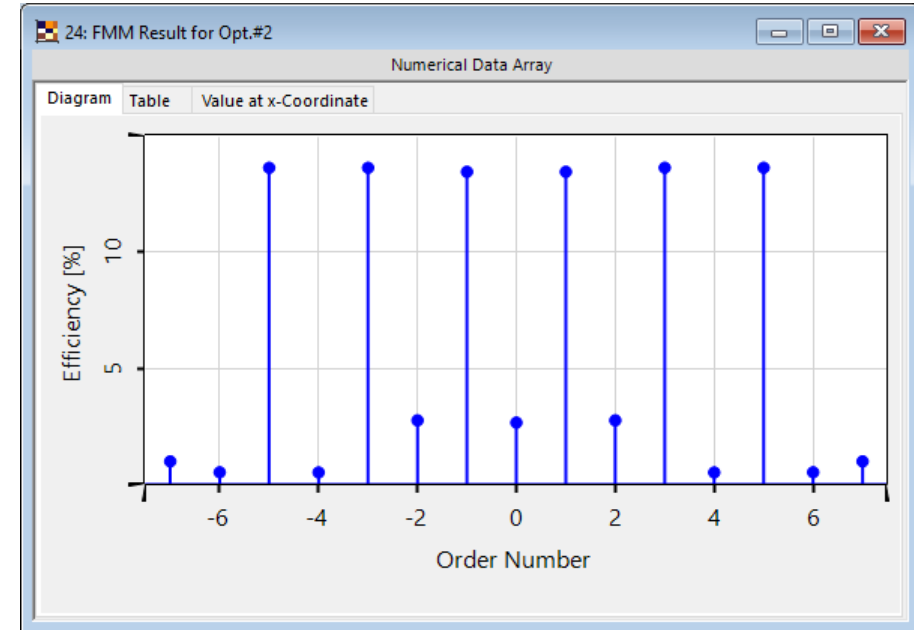 24: FMM Result for Opt.#2
Numerical Data Array
Diagram Table Value at x-Coordinate
Efficiency [%]
10
5
-6 -4 -2 0 2 4 6
Order Number